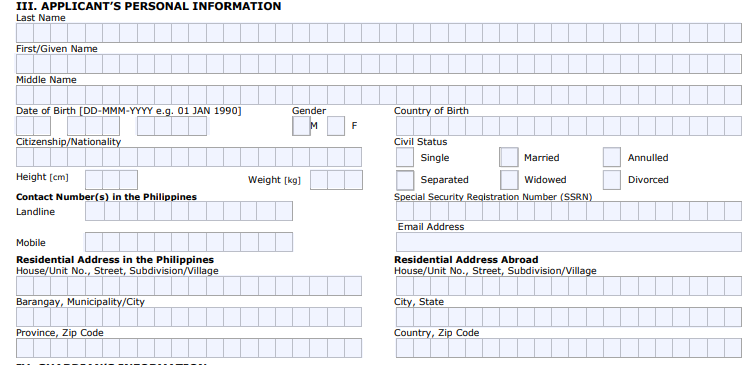 III. APPLICANT'S PERSONAL INFORMATION
Last Name
First/Given Name
Middle Name
Date of Birth [DD-MMM-YYYY e.g. 01 JAN 1990]
Gender
Country of Birth
M F
Citizenship/Nationality
Civil Status
Single Married Annulled
Height [cm] Weight [kg]
Separated Widowed Divorced
Contact Number(s) in the Philippines
Special Security Registration Number (SSRN)
Landline
Email Address
Mobile
Residential Address in the Philippines
House/Unit No., Street, Subdivision/Village
Barangay, Municipality/City
Province, Zip Code
Residential Address Abroad
House/Unit No., Street, Subdivision/Village
City, State
Country, Zip Code